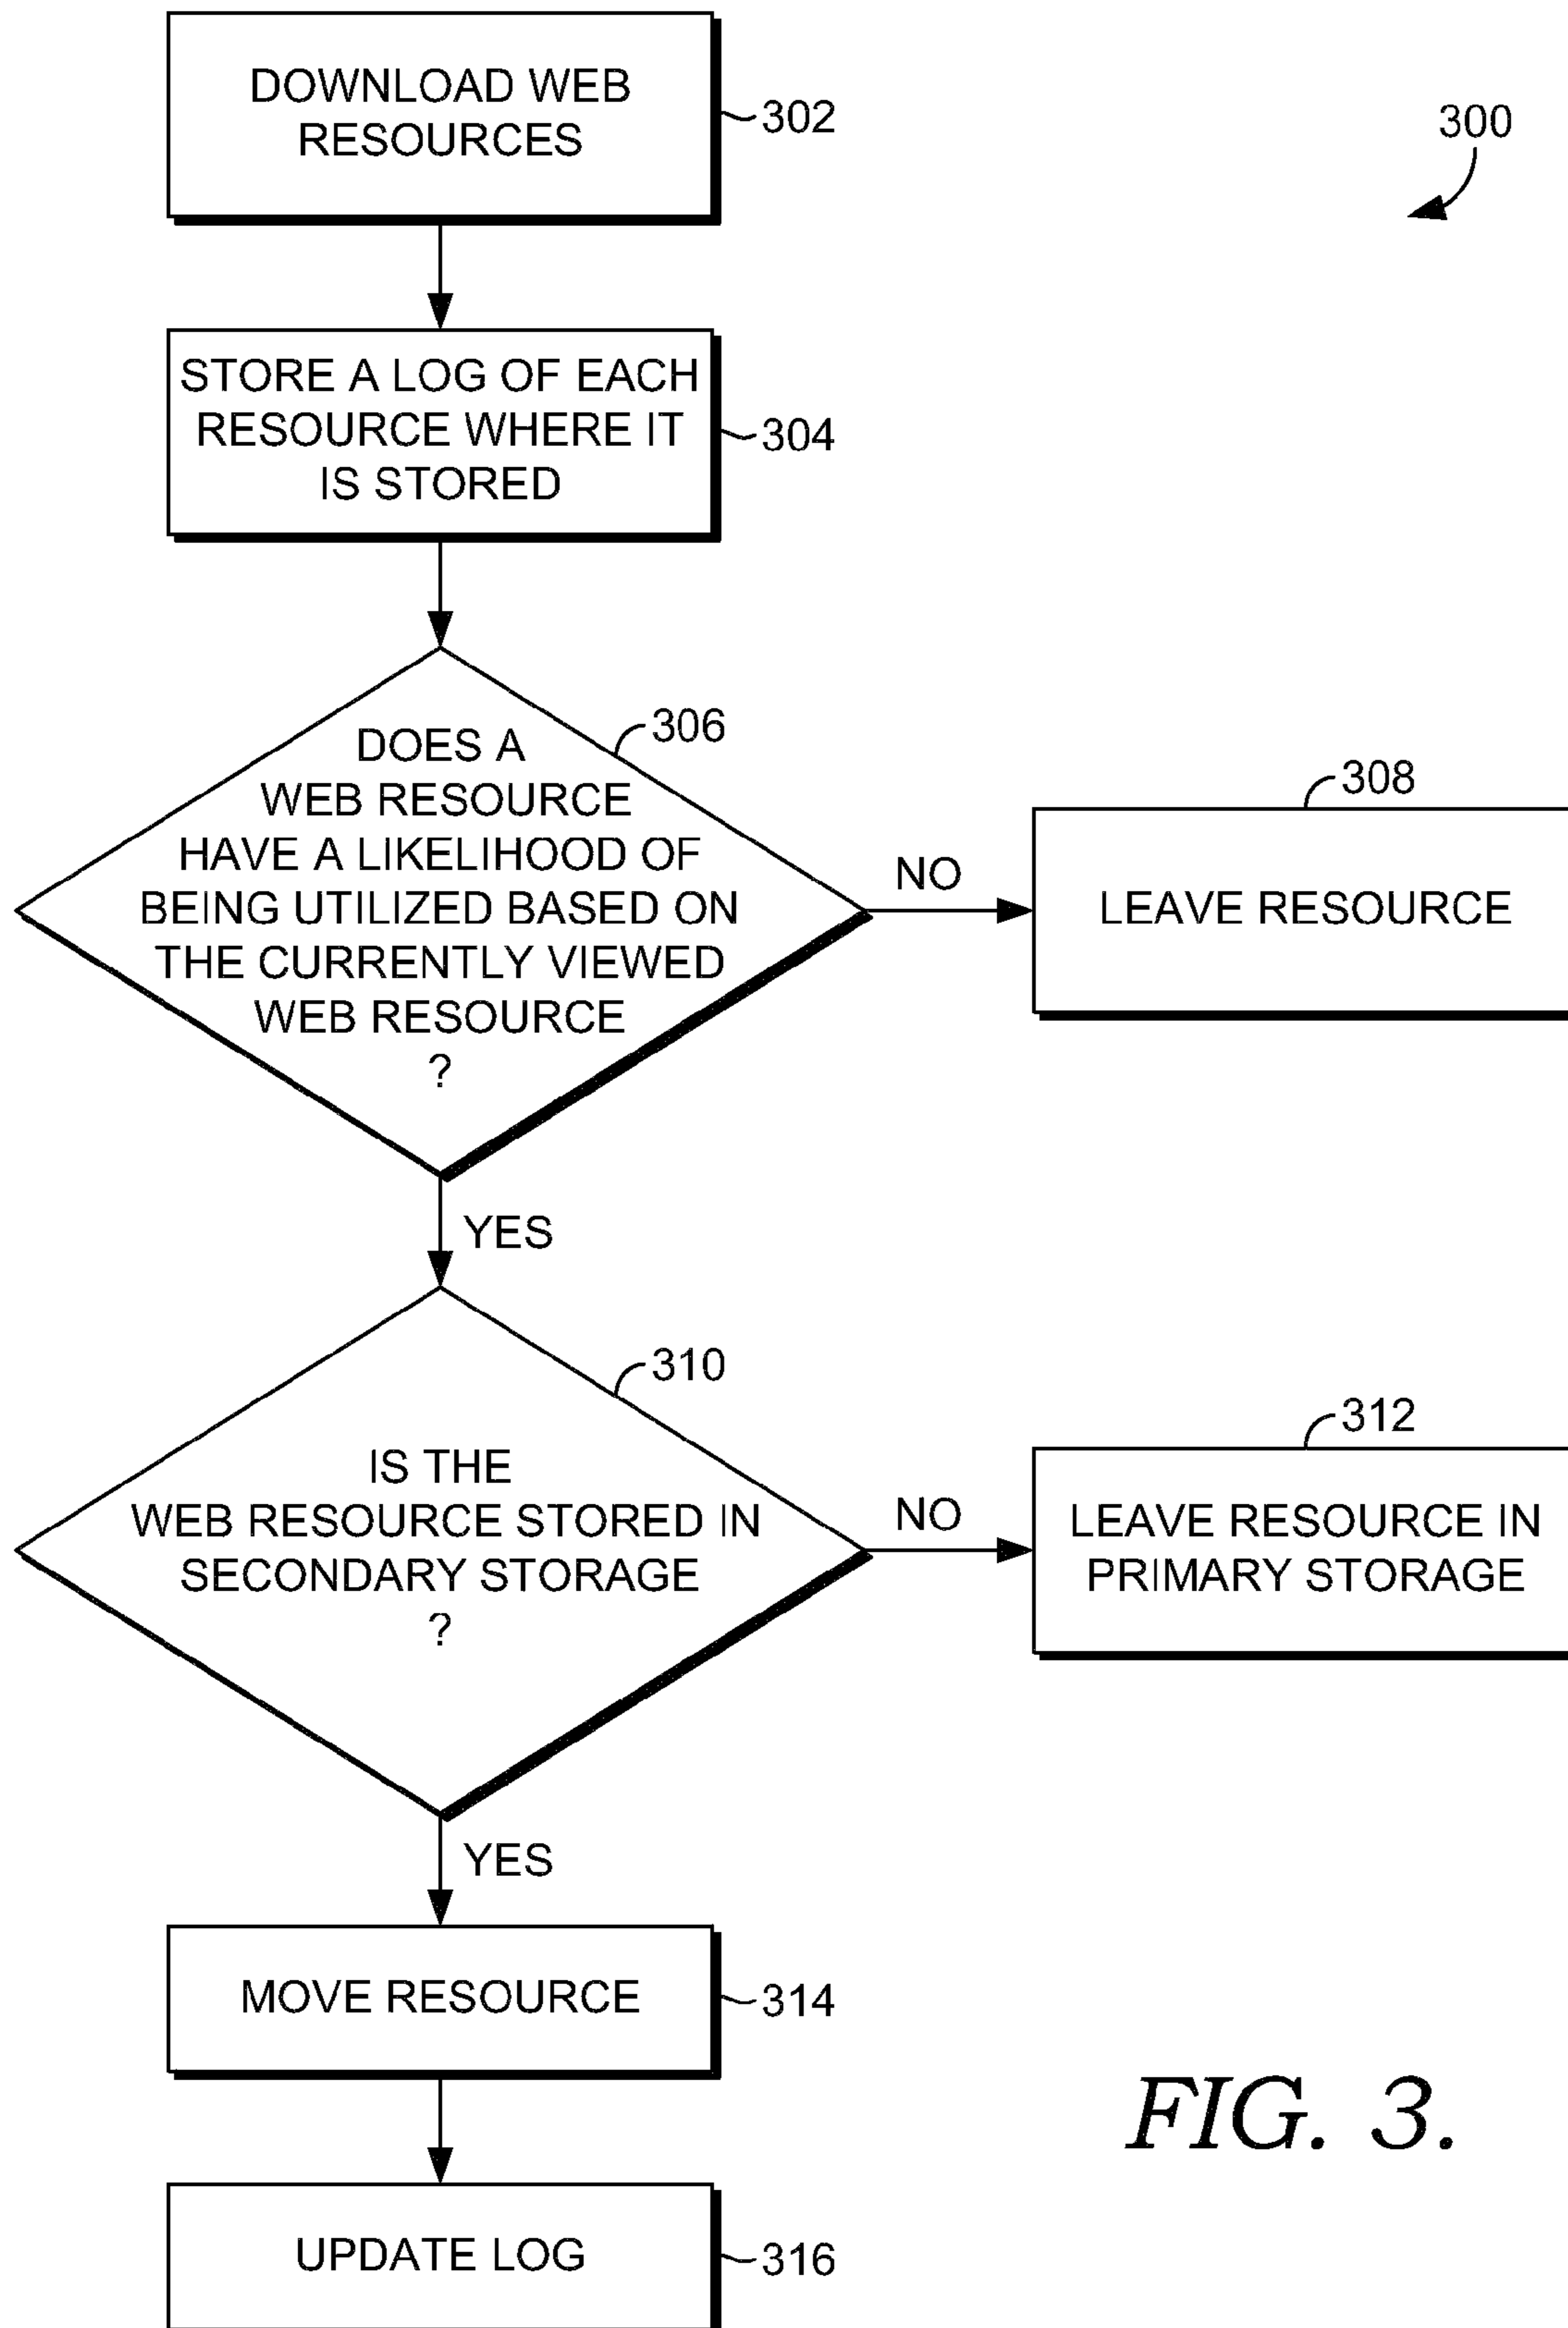 DOWNLOAD WEB
RESOURCES
302
300
STORE A LOG OF EACH
RESOURCE WHERE IT
IS STORED
304
DOES A
WEB RESOURCE
HAVE A LIKELIHOOD OF
BEING UTILIZED BASED ON
THE CURRENTLY VIEWED
WEB RESOURCE
?
306
NO
308
LEAVE RESOURCE
YES
IS THE
WEB RESOURCE STORED IN
SECONDARY STORAGE
?
310
NO
312
LEAVE RESOURCE IN
PRIMARY STORAGE
YES
MOVE RESOURCE
314
UPDATE LOG
316
FIG. 3.